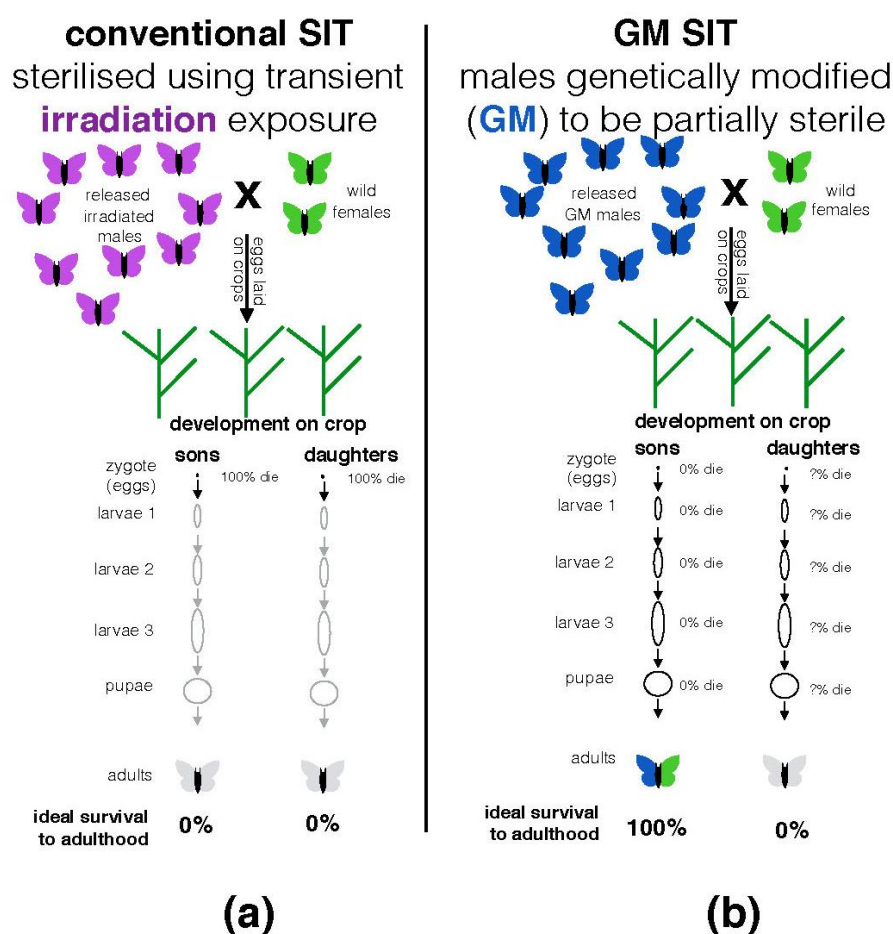 conventional SIT
sterilised using transient
irradiation exposure
released
irradiated
males
X
wild
females
eggs laid
on crops
development on crop
sons
daughters
zygote
(eggs)
100% die
100% die
larvae 1
larvae 2
larvae 3
pupae
adults
ideal survival
to adulthood
0%
0%
(a)
GM SIT
males genetically modified
(GM) to be partially sterile
released
GM males
X
wild
females
eggs laid
on crops
development on crop
sons
daughters
zygote
(eggs)
0% die
?% die
larvae 1
0% die
?% die
larvae 2
0% die
?% die
larvae 3
0% die
?% die
pupae
0% die
?% die
adults
ideal survival
to adulthood
100%
0%
(b)